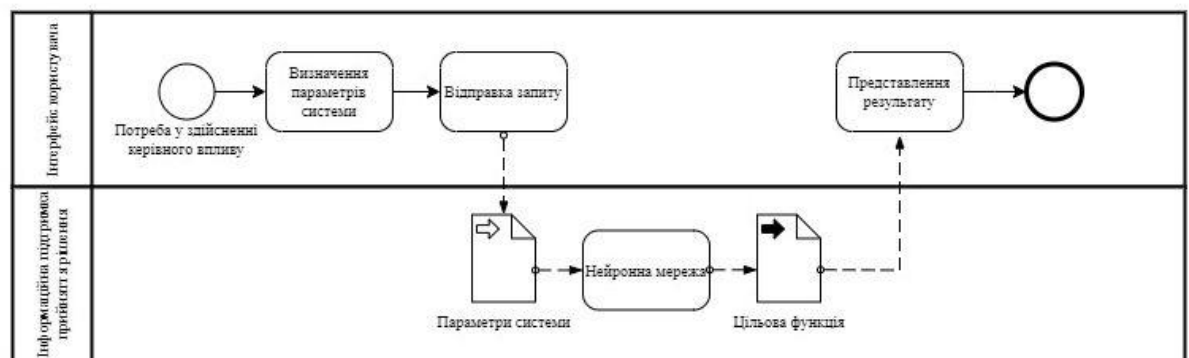 Інтерфейс користувача
Потреба у здійсненні
керівного впливу
Визначення
параметрів
системи
Відправка запиту
Представлення
результату
Інформаційна підтримка
прийняття рішення
Параметри системи
Нейронна мережа
Цільова функція